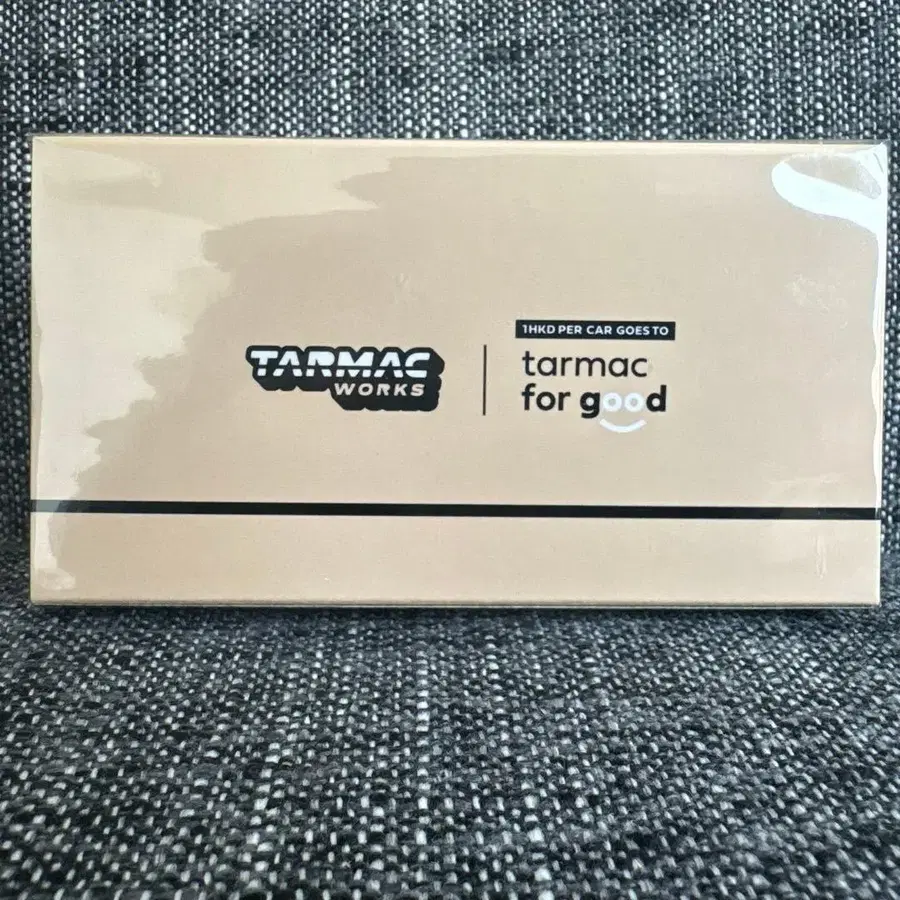 TARMAC
WORKS
1HKD PER CAR GOES TO
tarmac
for good